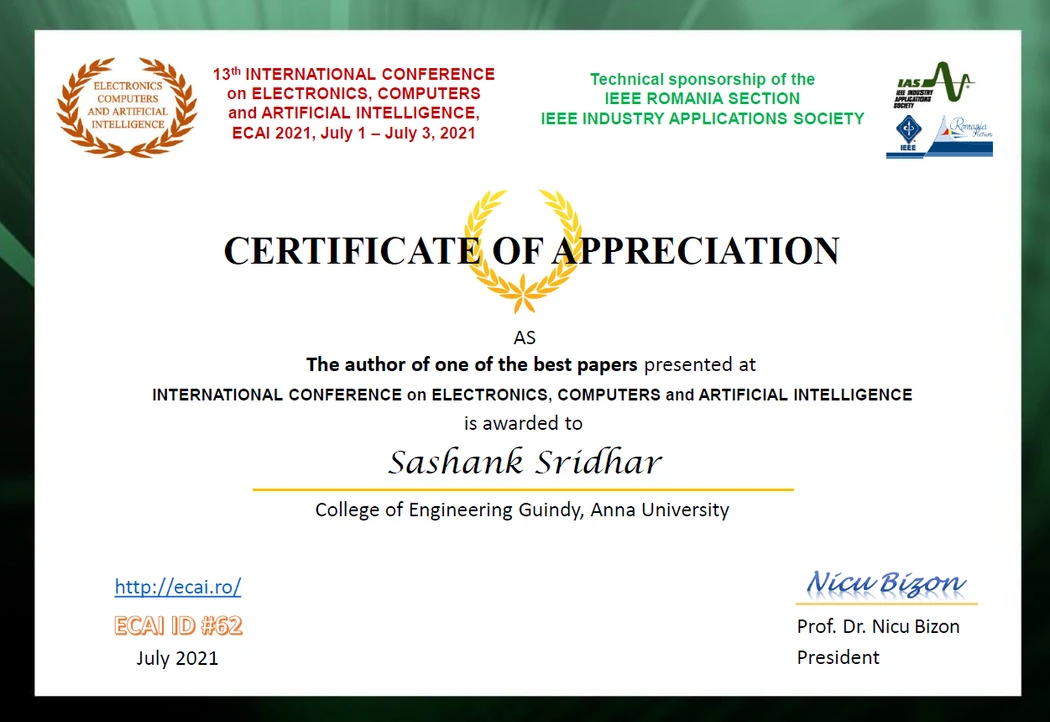 ELECTRONICS
COMPUTERS
AND ARTIFICIAL
INTELLIGENCE
13th INTERNATIONAL CONFERENCE
on ELECTRONICS, COMPUTERS
and ARTIFICIAL INTELLIGENCE,
ECAI 2021, July 1 – July 3, 2021
Technical sponsorship of the
IEEE ROMANIA SECTION
IEEE INDUSTRY APPLICATIONS SOCIETY
IAS
IEEE INDUSTRY
APPLICATIONS
SOCIETY
IEEE
Romania
Section
CERTIFICATE OF APPRECIATION
AS
The author of one of the best papers presented at
INTERNATIONAL CONFERENCE on ELECTRONICS, COMPUTERS and ARTIFICIAL INTELLIGENCE
is awarded to
Sashank Sridhar
College of Engineering Guindy, Anna University
http://ecai.ro/
ECAI ID #62
July 2021
Nicu Bizon
Prof. Dr. Nicu Bizon
President